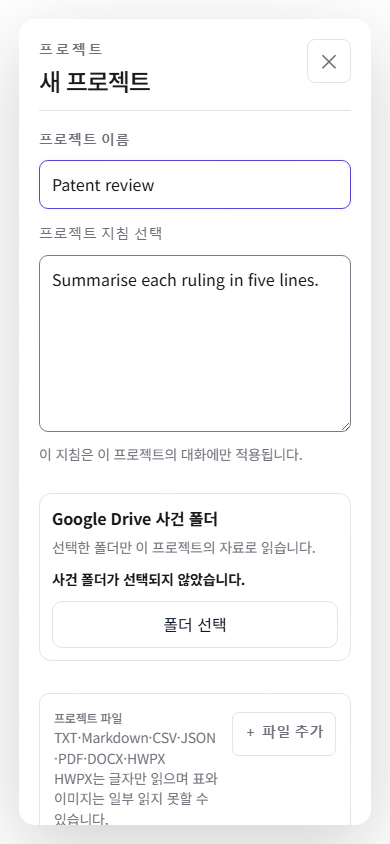 프로젝트
새 프로젝트
프로젝트 이름
Patent review
프로젝트 지침 선택
Summarise each ruling in five lines.
이 지침은 이 프로젝트의 대화에만 적용됩니다.
Google Drive 사건 폴더
선택한 폴더만 이 프로젝트의 자료로 읽습니다.
사건 폴더가 선택되지 않았습니다.
폴더 선택
프로젝트 파일
TXT·Markdown·CSV·JSON
·PDF·DOCX·HWPX
HWPX는 글자만 읽으며 표와
이미지는 일부 읽지 못할 수
있습니다.
+ 파일 추가